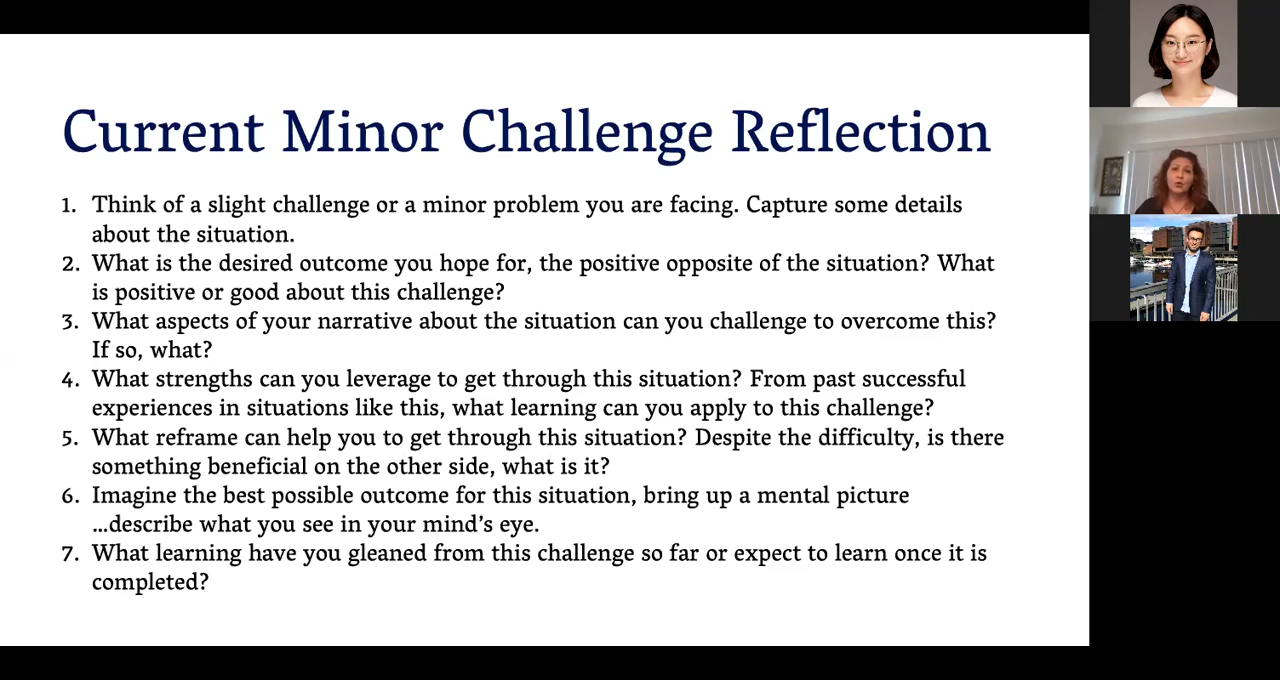 Current Minor Challenge Reflection
1. Think of a slight challenge or a minor problem you are facing. Capture some details
about the situation.
2. What is the desired outcome you hope for, the positive opposite of the situation? What
is positive or good about this challenge?
3. What aspects of your narrative about the situation can you challenge to overcome this?
If so, what?
4. What strengths can you leverage to get through this situation? From past successful
experiences in situations like this, what learning can you apply to this challenge?
5. What reframe can help you to get through this situation? Despite the difficulty, is there
something beneficial on the other side, what is it?
6. Imagine the best possible outcome for this situation, bring up a mental picture
...describe what you see in your mind’s eye.
7. What learning have you gleaned from this challenge so far or expect to learn once it is
completed?